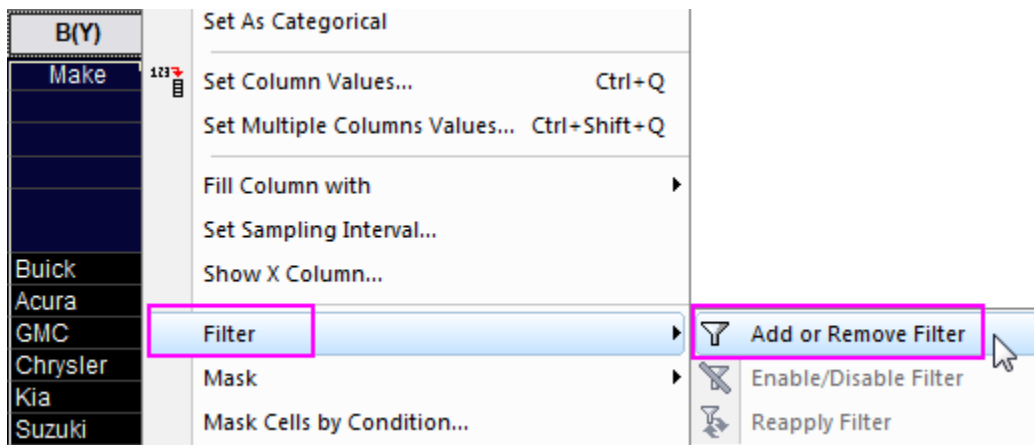 B(Y)
Make
Buick
Acura
GMC
Chrysler
Kia
Suzuki
Set As Categorical
123
Set Column Values... Ctrl+Q
Set Multiple Columns Values... Ctrl+Shift+Q
Fill Column with
Set Sampling Interval...
Show X Column...
Filter
Mask
Mask Cells by Condition...
Add or Remove Filter
Enable/Disable Filter
Reapply Filter